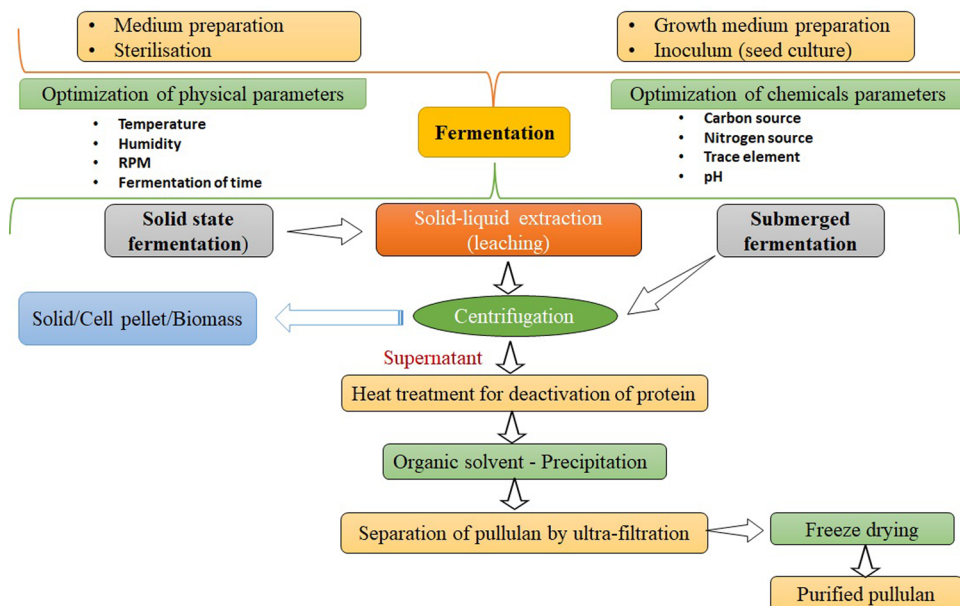 • Medium preparation
• Sterilisation
• Growth medium preparation
• Inoculum (seed culture)
Optimization of physical parameters
• Temperature
• Humidity
• RPM
• Fermentation of time
Fermentation
Optimization of chemicals parameters
• Carbon source
• Nitrogen source
• Trace element
• pH
Solid state
fermentation)
Solid-liquid extraction
(leaching)
Submerged
fermentation
Solid/Cell pellet/Biomass
Centrifugation
Supernatant
Heat treatment for deactivation of protein
Organic solvent - Precipitation
Separation of pullulan by ultra-filtration
Freeze drying
Purified pullulan